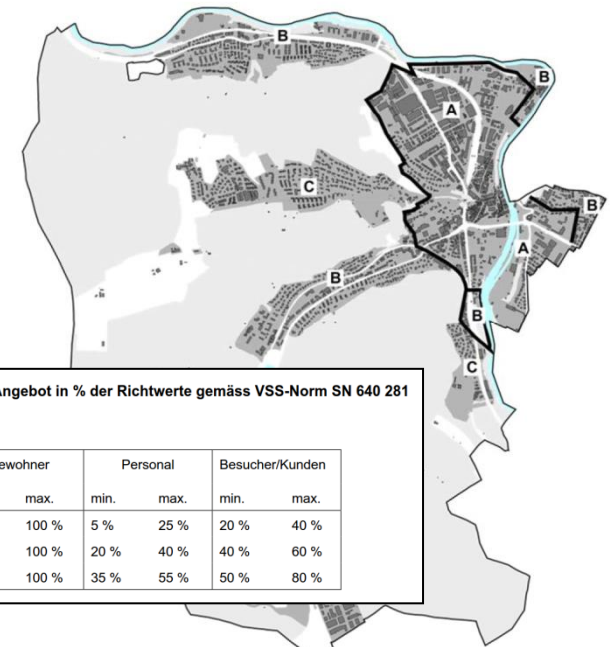 B
B
A
C
B
A
B
B
C
Angebot in % der Richtwerte gemäss VSS-Norm SN 640 281
ewohner Personal Besucher/Kunden
max. min. max. min. max.
100 % 5 % 25 % 20 % 40 %
100 % 20 % 40 % 40 % 60 %
100 % 35 % 55 % 50 % 80 %